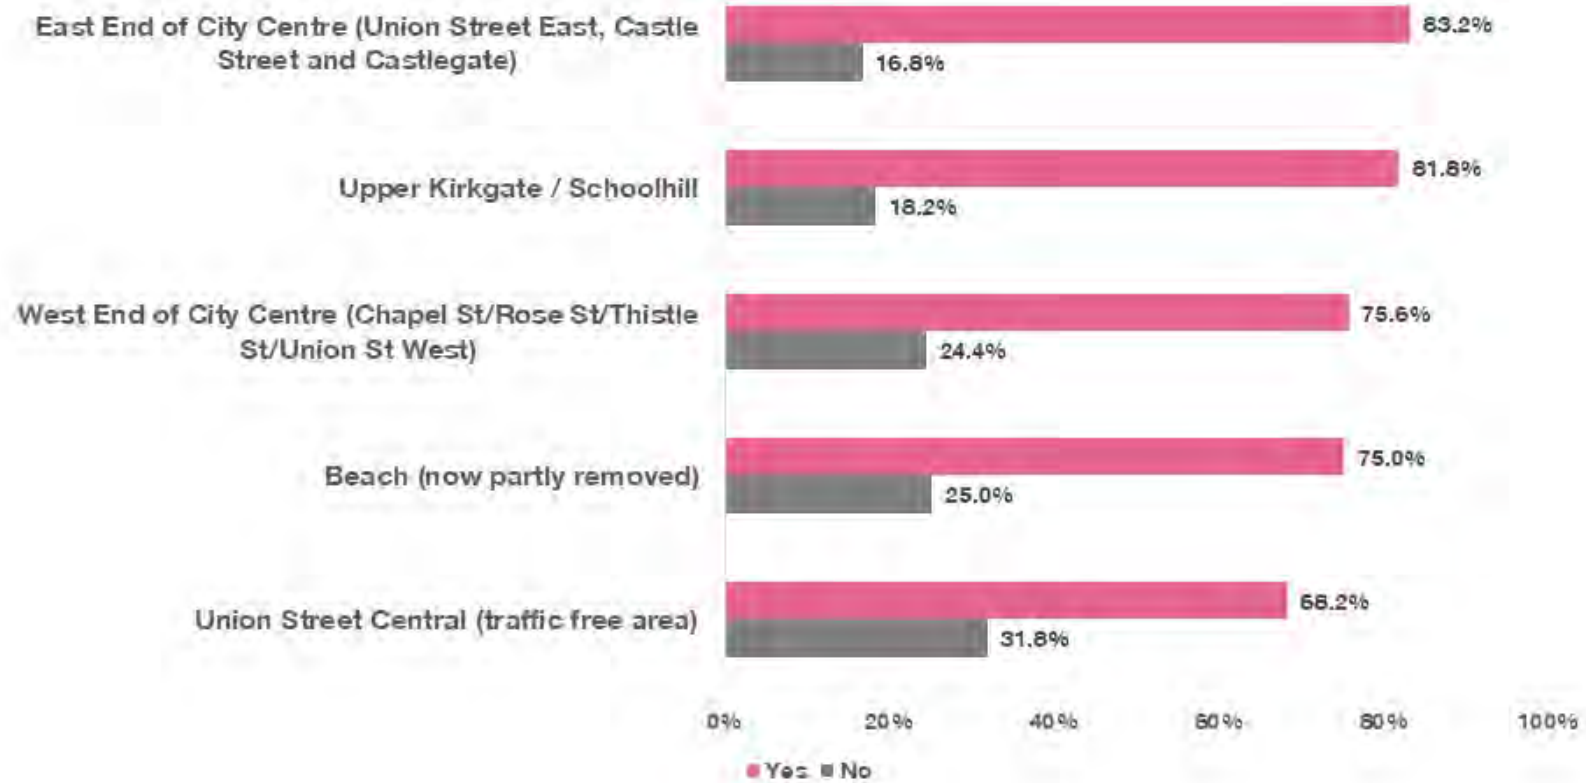 East End of City Centre (Union Street East, Castle
Street and Castlegate)
83.2%
16.8%
Upper Kirkgate / Schoolhill
81.8%
18.2%
West End of City Centre (Chapel St/Rose St/Thistle
St/Union St West)
75.6%
24.4%
Beach (now partly removed)
75.0%
25.0%
Union Street Central (traffic free area)
68.2%
31.8%
0% 20% 40% 60% 80% 100%
Yes No